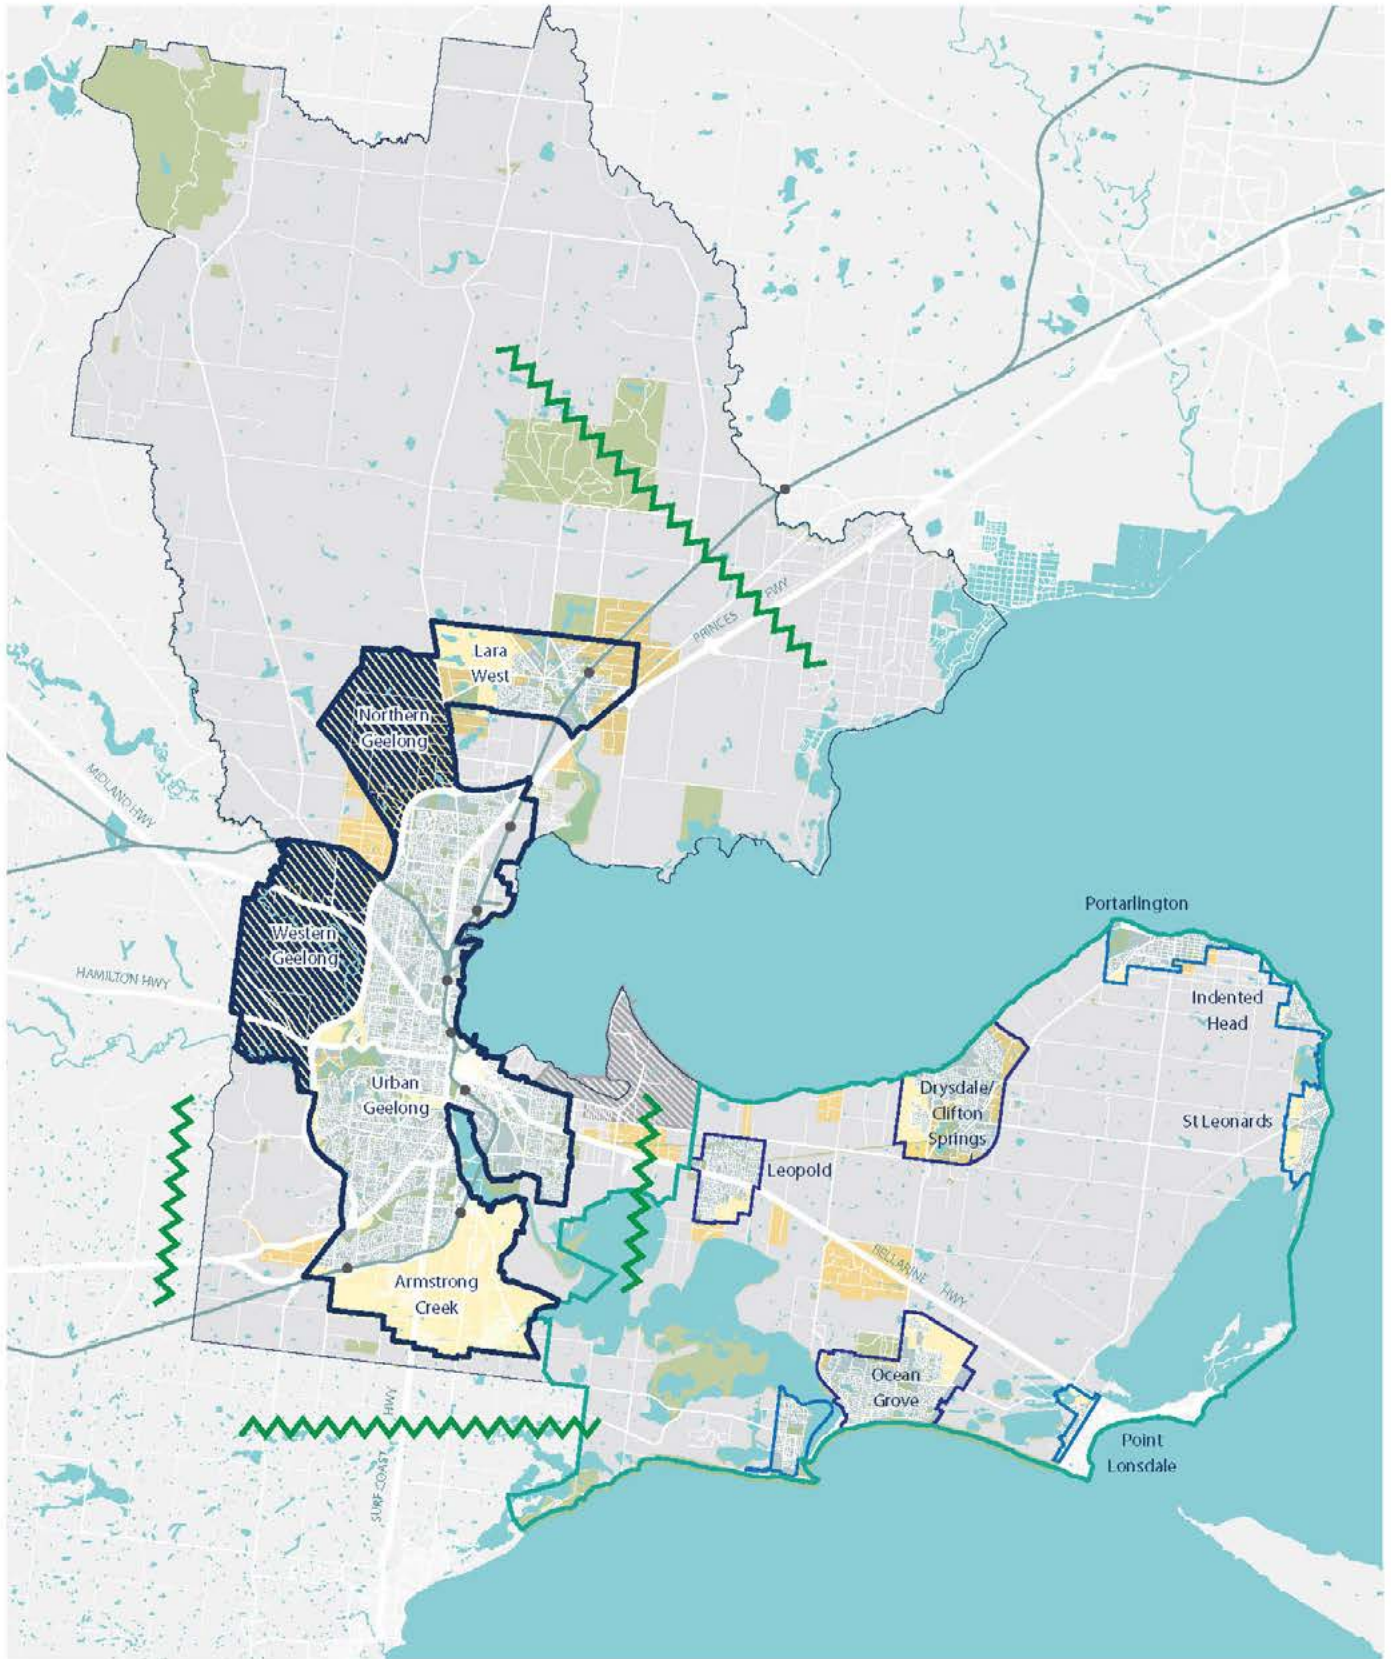 PRINCES FWY
Lara
West
Northern
Geelong
MIDLAND HWY
Western
Geelong
HAMILTON HWY
Portarlington
Indented
Head
Urban
Geelong
Drysdale/
Clifton
Springs
St Leonards
Leopold
BELLARINE HWY
Armstrong
Creek
Ocean
Grove
SURF COAST HWY
Point
Lonsdale